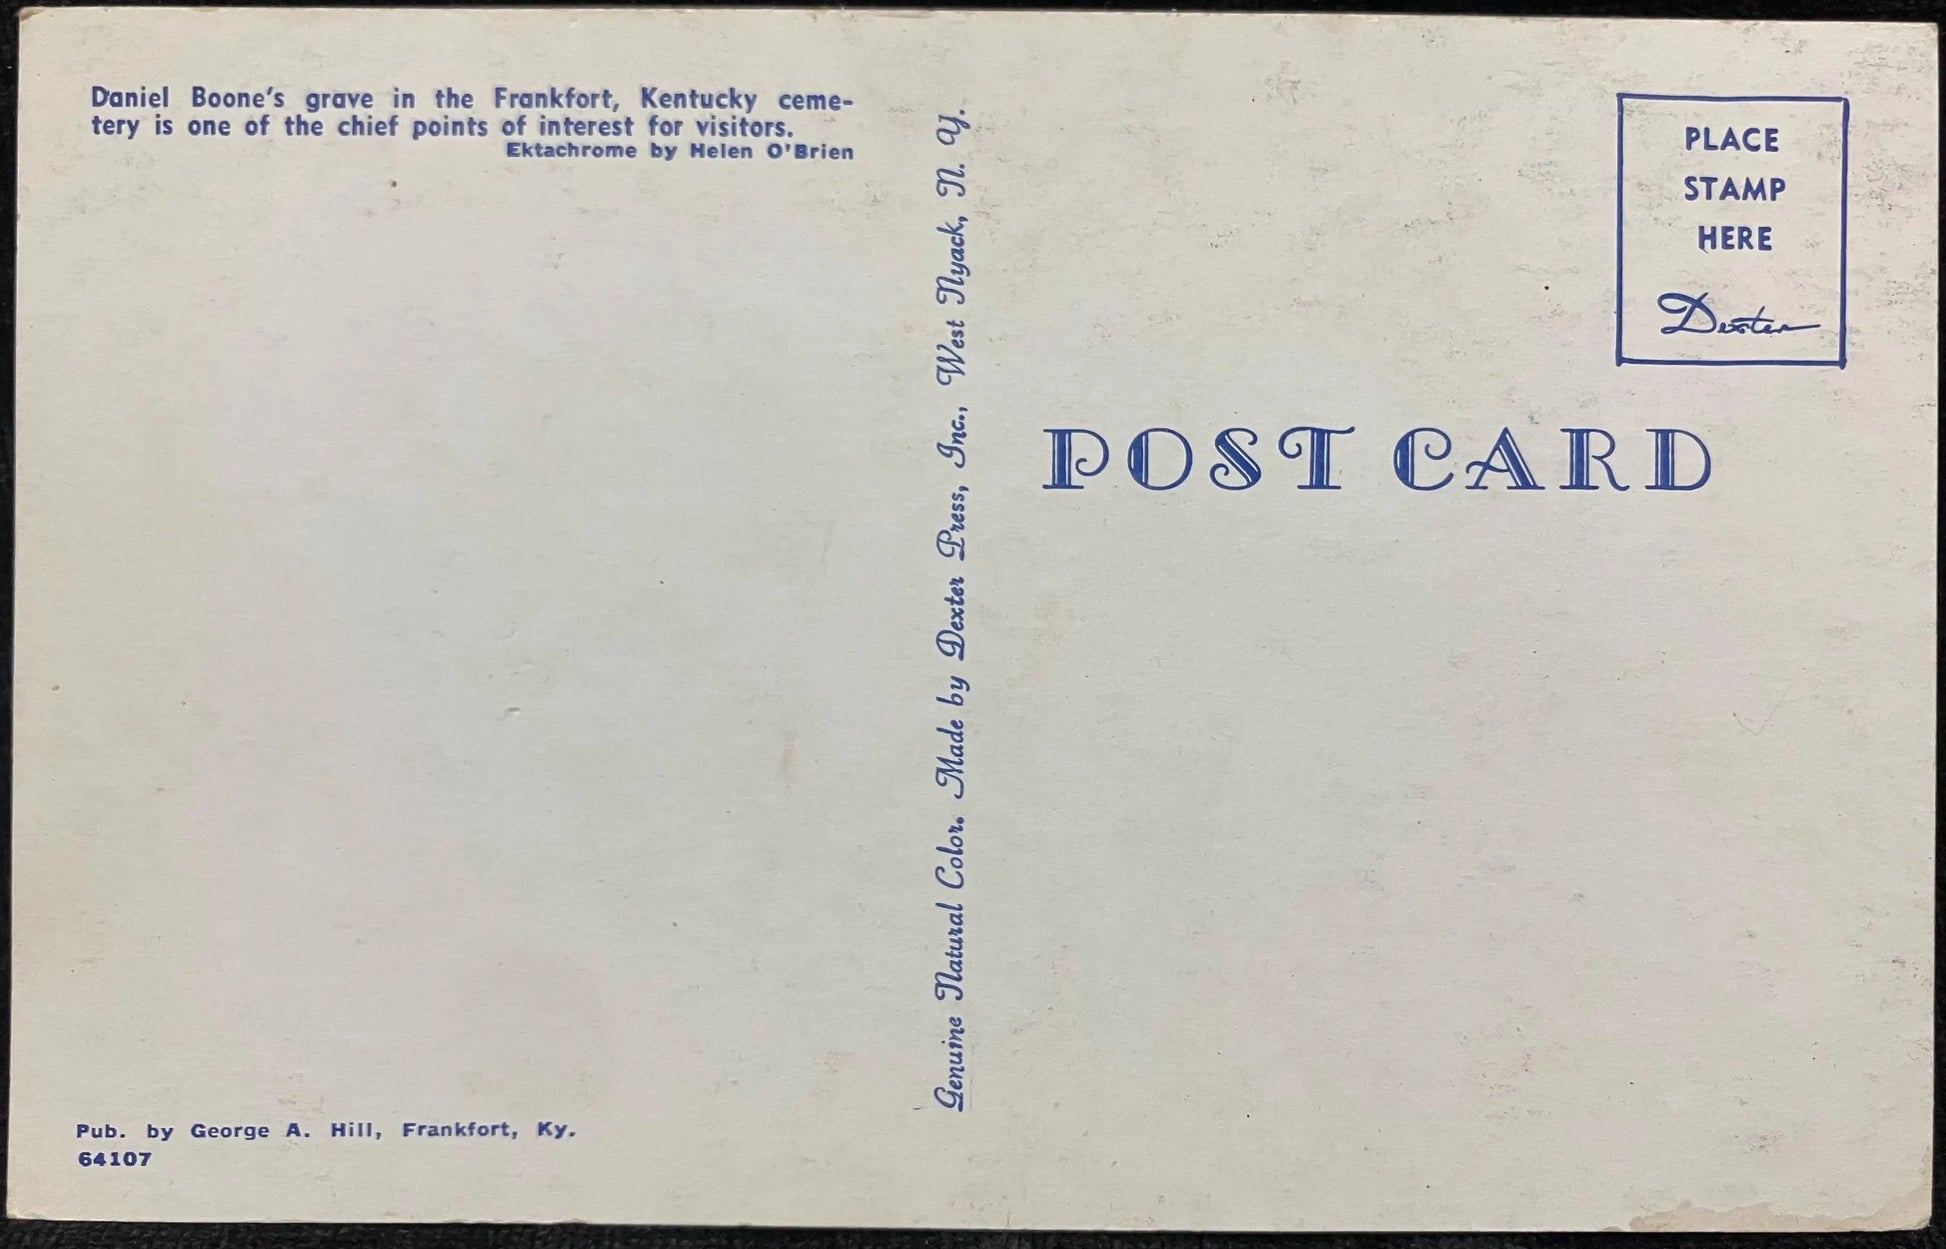 Daniel Boone's grave in the Frankfort, Kentucky ceme-
tery is one of the chief points of interest for visitors.
Ektachrome by Helen O'Brien
Pub. by George A. Hill, Frankfort, Ky.
64107
Genuine Natural Color. Made by Dexter Press, Inc., West Nyack, N. Y.
PLACE
STAMP
HERE
Dexter
POST CARD